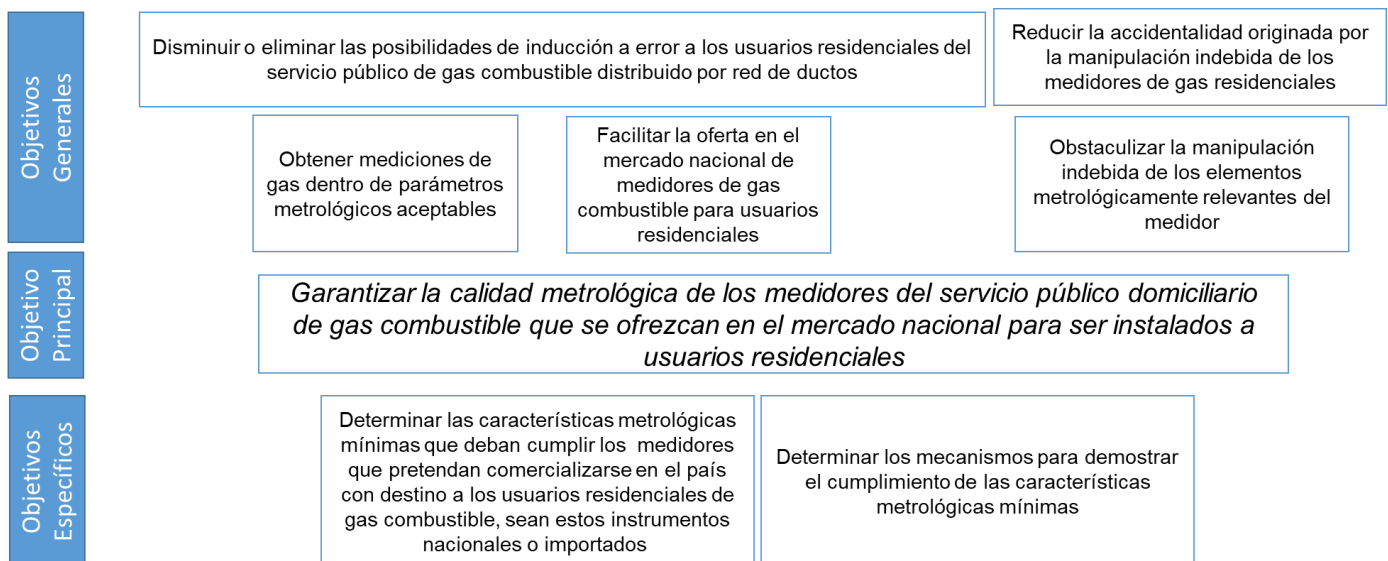 Objetivos
Generales
Disminuir o eliminar las posibilidades de inducción a error a los usuarios residenciales del
servicio público de gas combustible distribuido por red de ductos
Reducir la accidentalidad originada por
la manipulación indebida de los
medidores de gas residenciales
Obtener mediciones de
gas dentro de parámetros
metrológicos aceptables
Facilitar la oferta en el
mercado nacional de
medidores de gas
combustible para usuarios
residenciales
Obstaculizar la manipulación
indebida de los elementos
metrológicamente relevantes del
medidor
Objetivo
Principal
Garantizar la calidad metrológica de los medidores del servicio público domiciliario
de gas combustible que se ofrezcan en el mercado nacional para ser instalados a
usuarios residenciales
Objetivos
Específicos
Determinar las características metrológicas
mínimas que deban cumplir los medidores
que pretendan comercializarse en el país
con destino a los usuarios residenciales de
gas combustible, sean estos instrumentos
nacionales o importados
Determinar los mecanismos para demostrar
el cumplimiento de las características
metrológicas mínimas